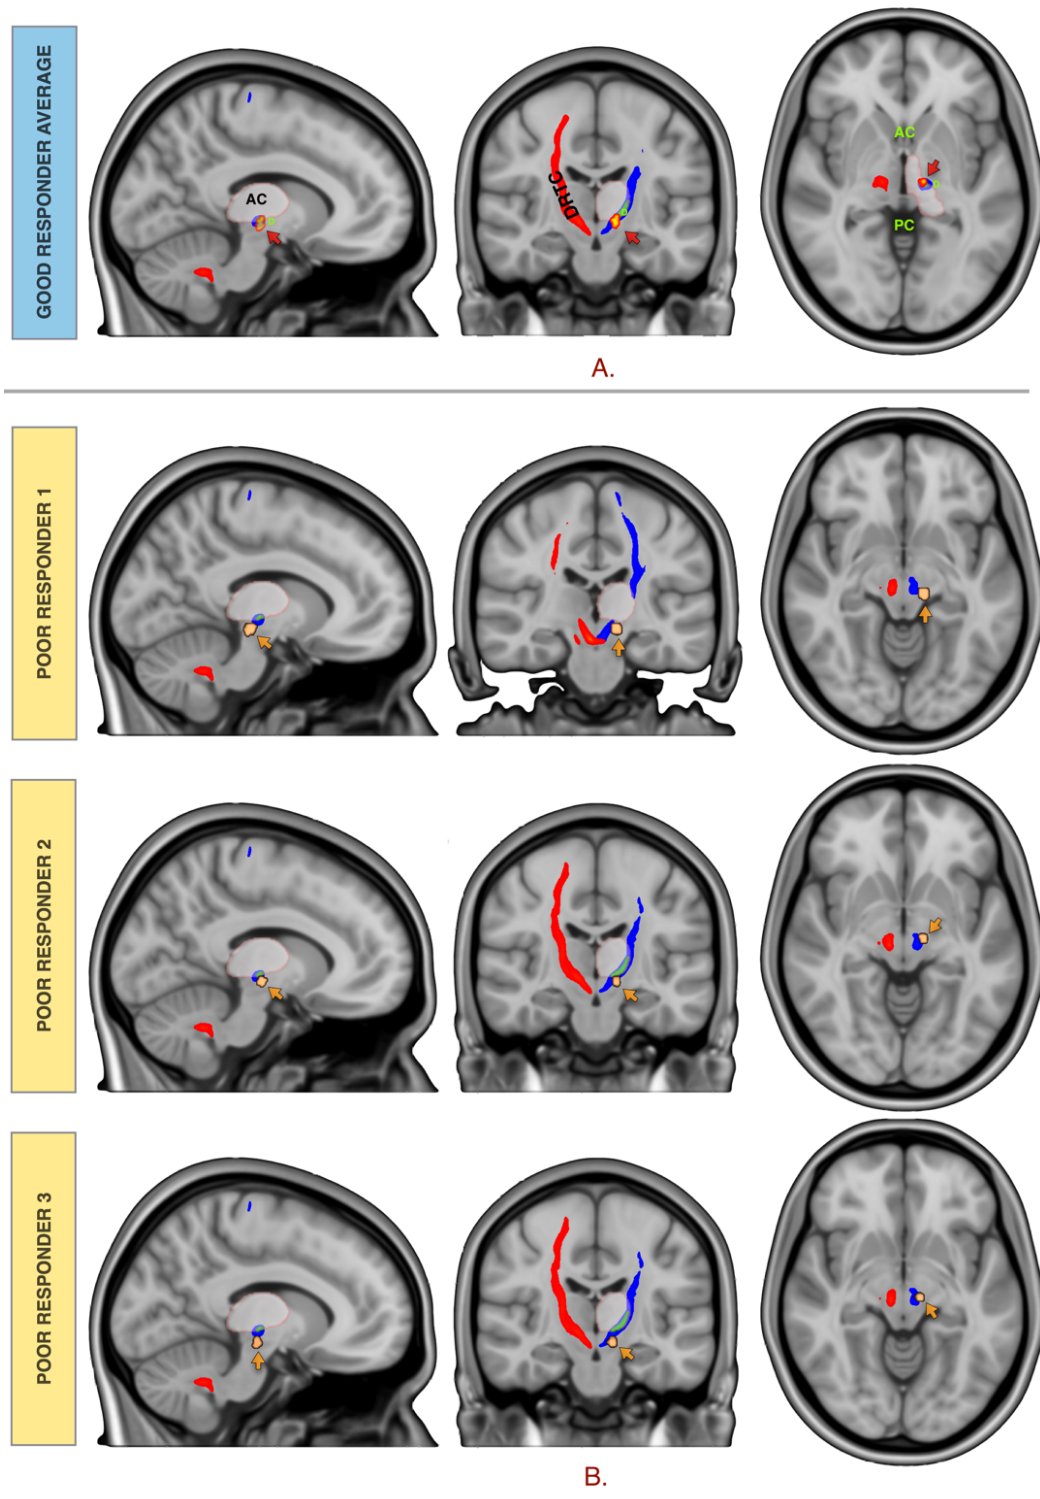 GOOD RESPONDER AVERAGE
AC
DRTC
AC
PC
A.
POOR RESPONDER 1
POOR RESPONDER 2
POOR RESPONDER 3
B.